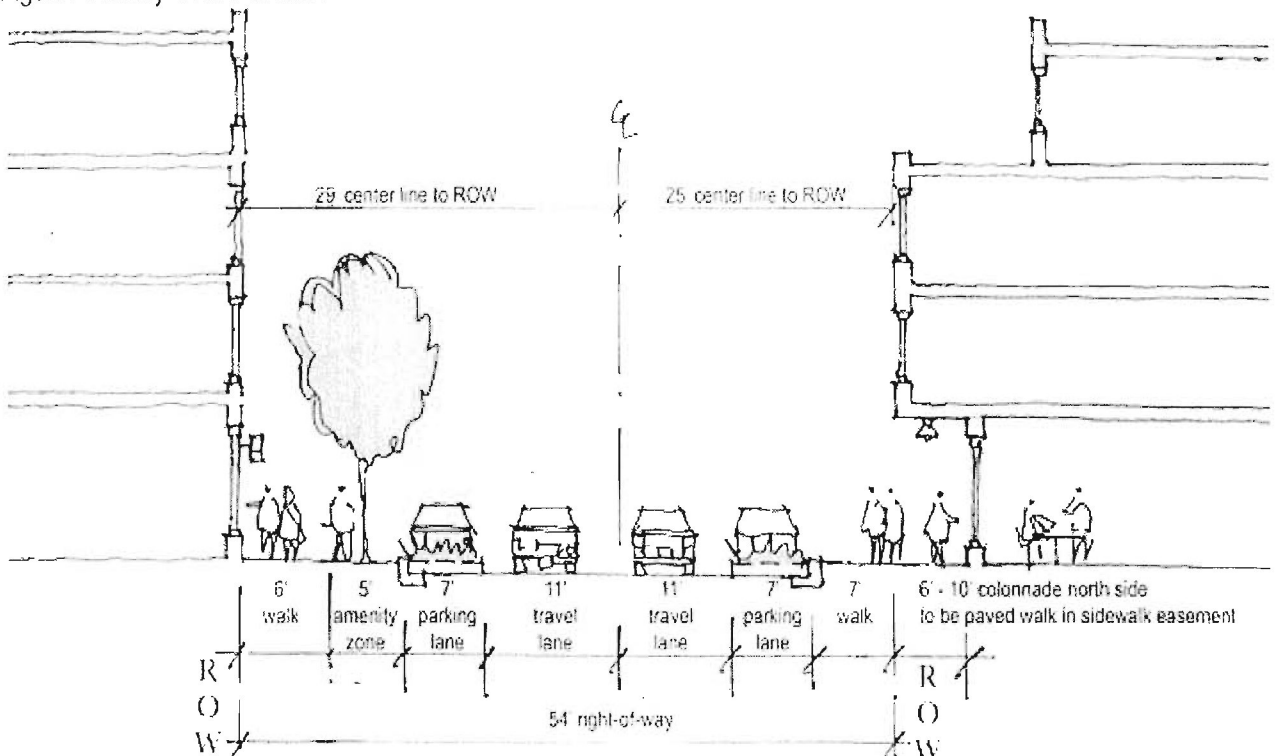 ℄
29' center line to ROW
25' center line to ROW
6'
walk
5'
amenity
zone
7'
parking
lane
11'
travel
lane
11'
travel
lane
7'
parking
lane
7'
walk
6' - 10' colonnade north side
to be paved walk in sidewalk easement
ROW
ROW
54' right-of-way